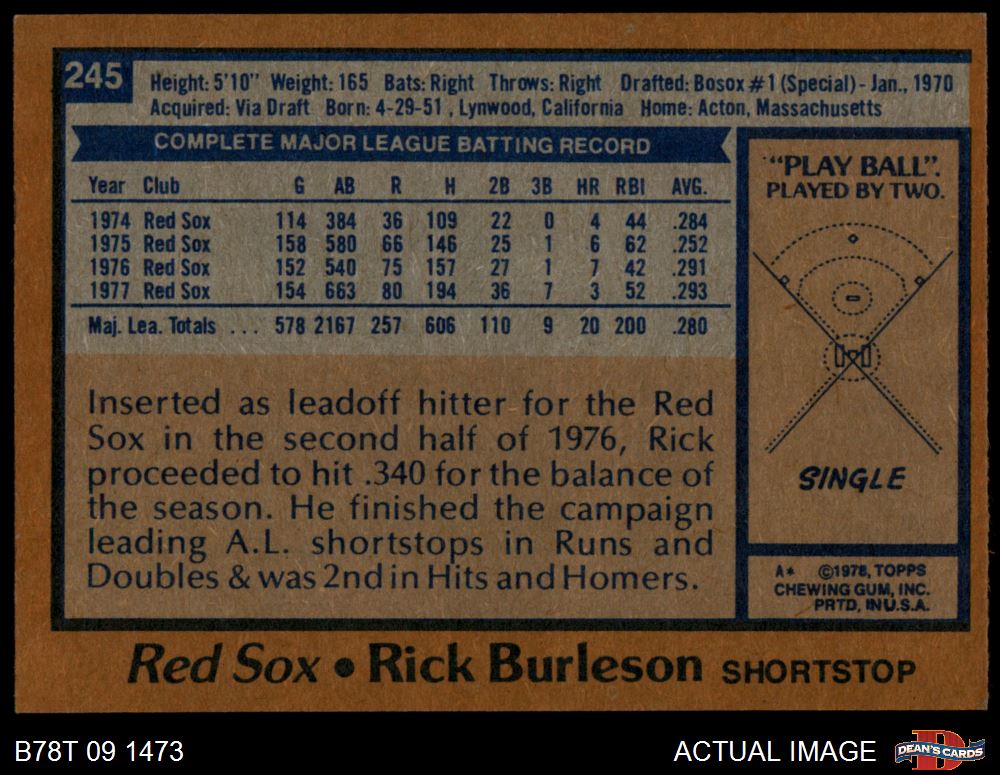 245
Height: 5'10" Weight: 165 Bats: Right Throws: Right Drafted: Bosox #1 (Special) - Jan., 1970
Acquired: Via Draft Born: 4-29-51, Lynwood, California Home: Acton, Massachusetts
COMPLETE MAJOR LEAGUE BATTING RECORD
Year Club G AB R H 2B 3B HR RBI AVG.
1974 Red Sox 114 384 36 109 22 0 4 44 .284
1975 Red Sox 158 580 66 146 25 1 6 62 .252
1976 Red Sox 152 540 75 157 27 1 7 42 .291
1977 Red Sox 154 663 80 194 36 7 3 52 .293
Maj. Lea. Totals ... 578 2167 257 606 110 9 20 200 .280
Inserted as leadoff hitter for the Red
Sox in the second half of 1976, Rick
proceeded to hit .340 for the balance of
the season. He finished the campaign
leading A.L. shortstops in Runs and
Doubles & was 2nd in Hits and Homers.
"PLAY BALL".
PLAYED BY TWO.
SINGLE
A* ©1978, TOPPS
CHEWING GUM, INC.
PRTD. IN U.S.A.
Red Sox • Rick Burleson SHORTSTOP
B78T 09 1473
ACTUAL IMAGE
D
DEAN'S CARDS